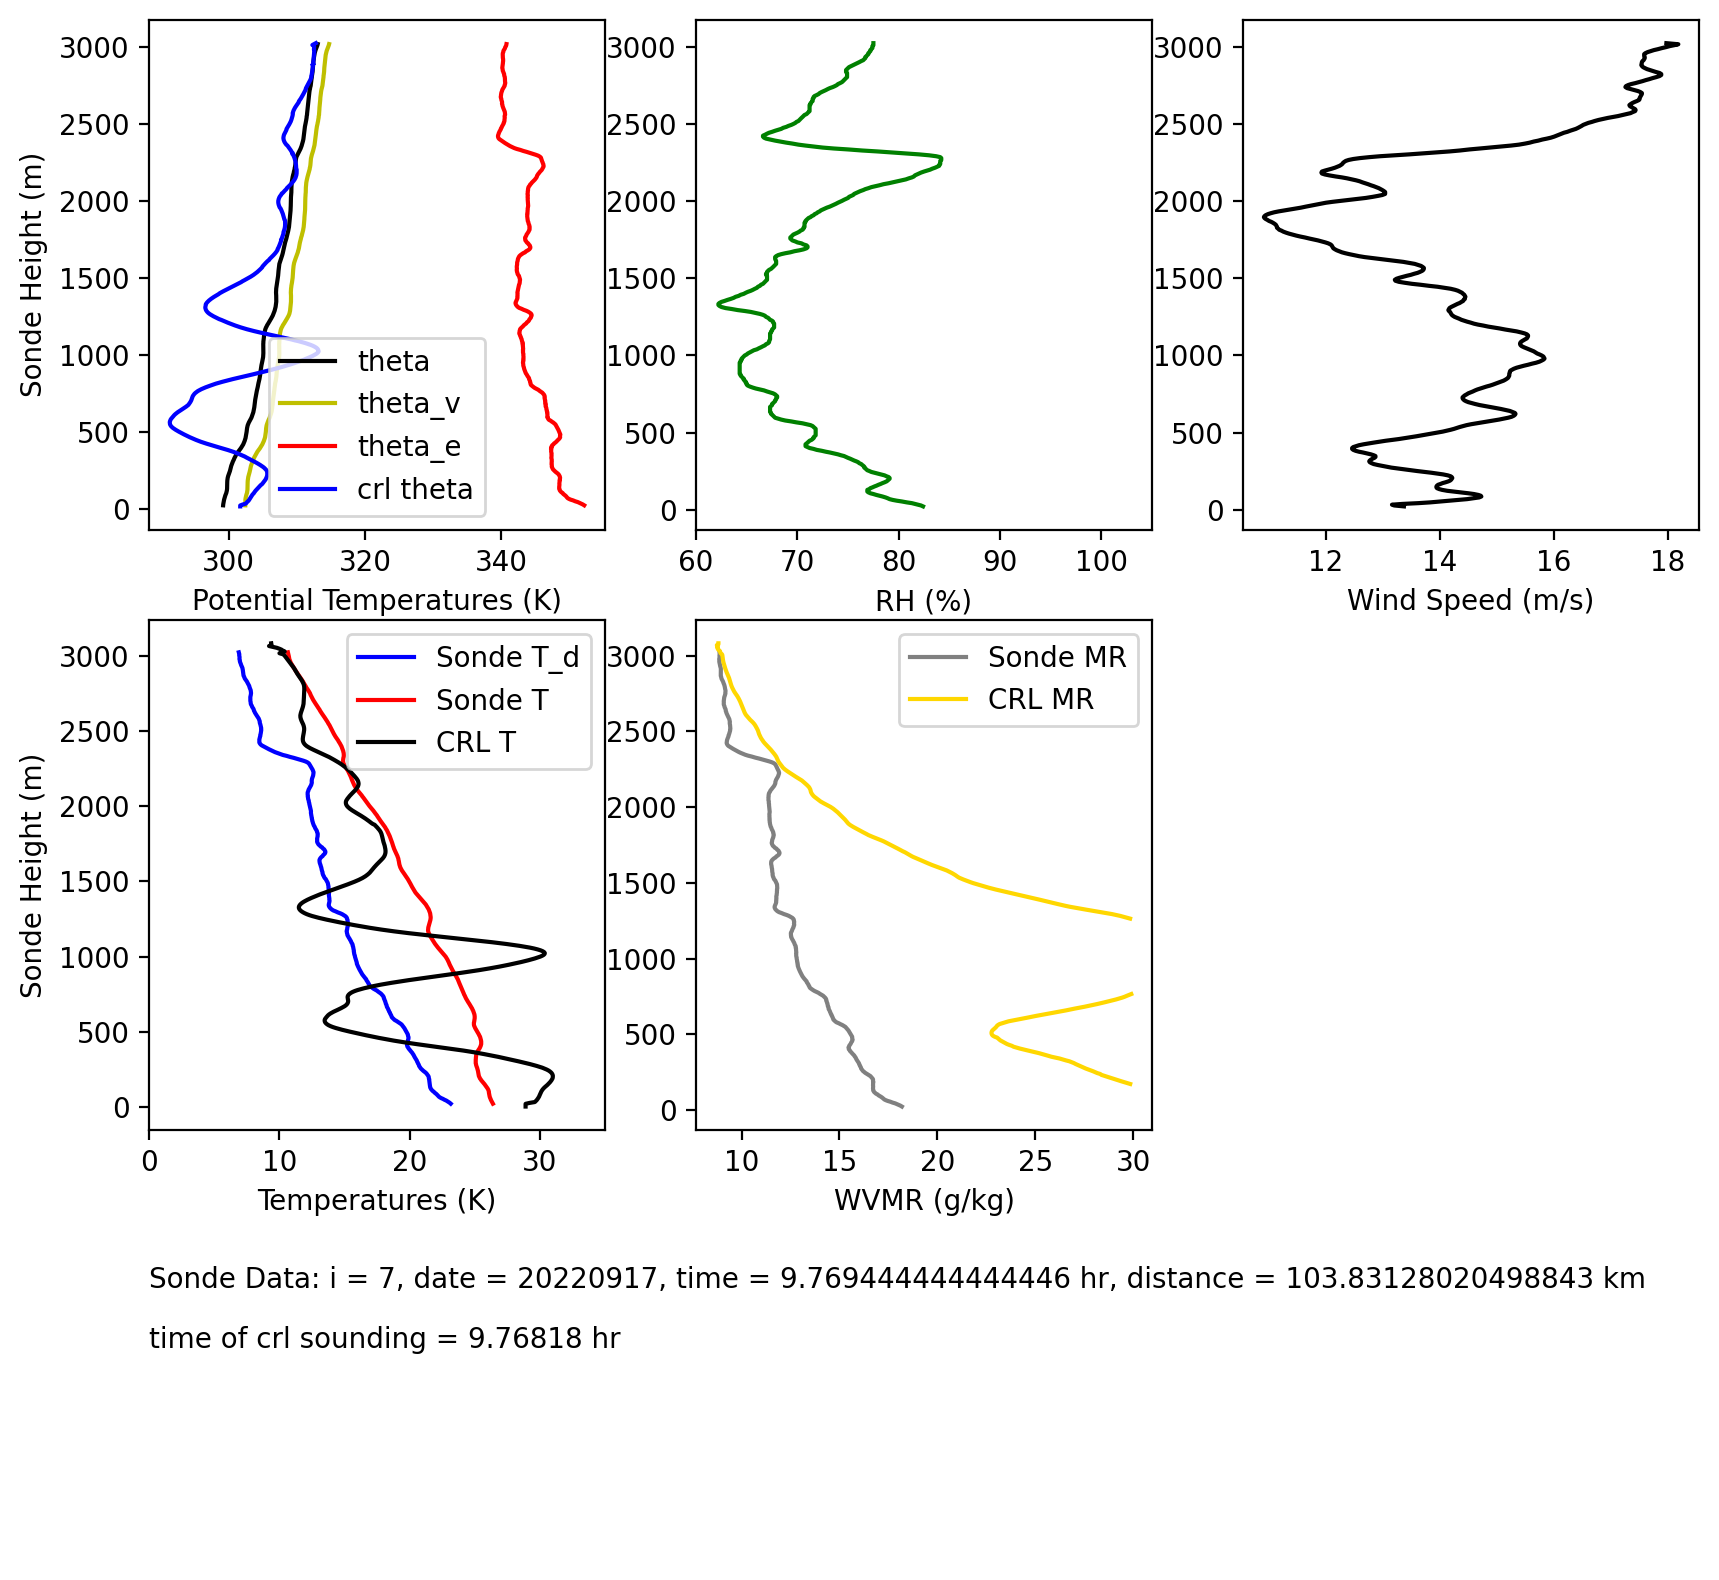 3000
2500
2000
1500
1000
500
0
Sonde Height (m)
300 320 340
Potential Temperatures (K)
theta
theta_v
theta_e
crl theta
3000
2500
2000
1500
1000
500
0
60 70 80 90 100
RH (%)
3000
2500
2000
1500
1000
500
0
12 14 16 18
Wind Speed (m/s)
3000
2500
2000
1500
1000
500
0
Sonde Height (m)
0 10 20 30
Temperatures (K)
Sonde T_d
Sonde T
CRL T
3000
2500
2000
1500
1000
500
0
10 15 20 25 30
WVMR (g/kg)
Sonde MR
CRL MR
Sonde Data: i = 7, date = 20220917, time = 9.769444444444446 hr, distance = 103.83128020498843 km
time of crl sounding = 9.76818 hr